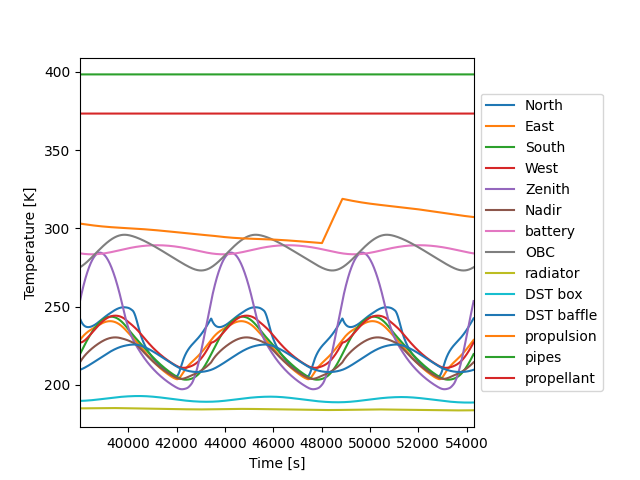 400
350
300
250
200
Temperature [K]
40000 42000 44000 46000 48000 50000 52000 54000
Time [s]
North
East
South
West
Zenith
Nadir
battery
OBC
radiator
DST box
DST baffle
propulsion
pipes
propellant